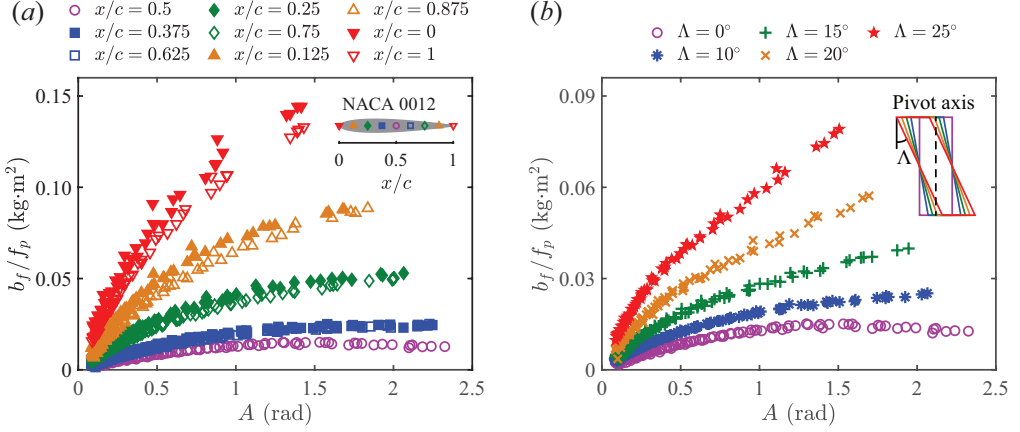 (a)
x/c = 0.5 x/c = 0.25 x/c = 0.875
x/c = 0.375 x/c = 0.75 x/c = 0
x/c = 0.625 x/c = 0.125 x/c = 1
0.15
0.10
0.05
0
b_f/f_p (kg·m²)
NACA 0012
0 0.5 1
x/c
0 0.5 1 1.5 2 2.5
A (rad)
(b)
Λ = 0° Λ = 15° Λ = 25°
Λ = 10° Λ = 20°
0.09
0.06
0.03
0
b_f/f_p (kg·m²)
Pivot axis
Λ
0 0.5 1 1.5 2 2.5
A (rad)